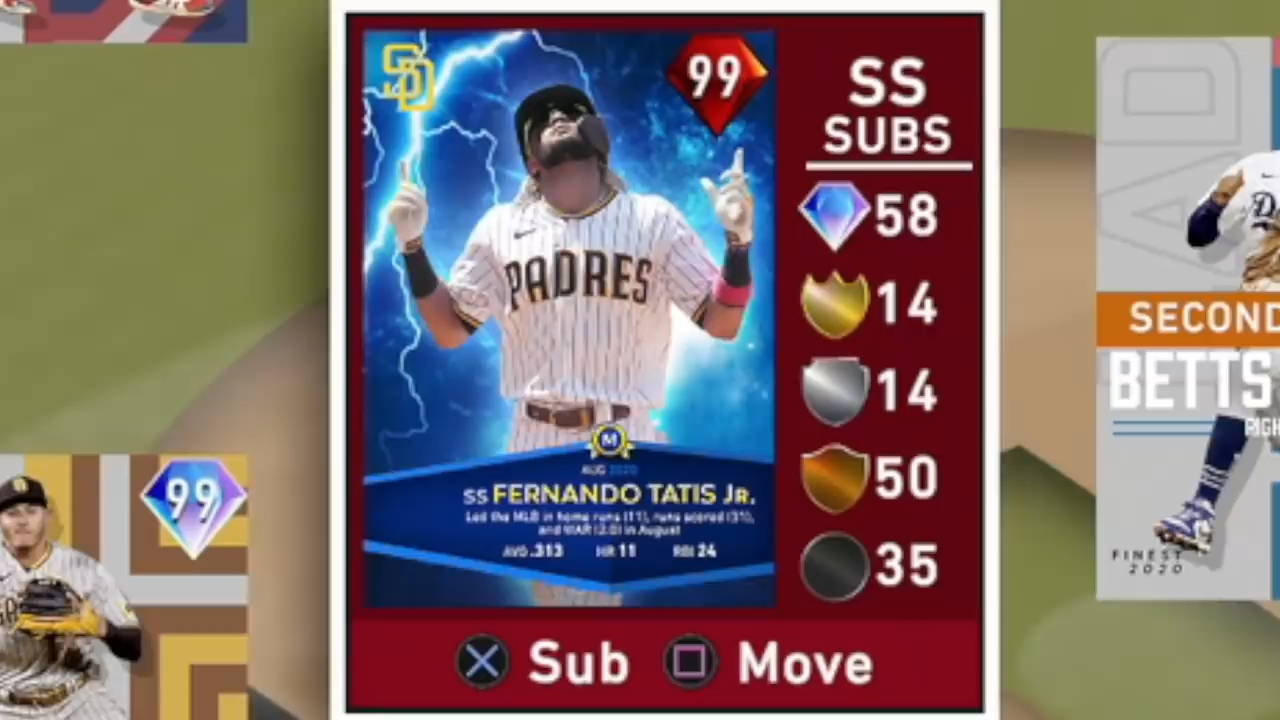 SD
99
SS
SUBS
58
14
14
50
35
PADRES
M
AUG 2020
SS FERNANDO TATIS JR.
Led the MLB in home runs (11), runs scored (31),
and WAR (2.0) in August
AVG .313 HR 11 RBI 24
Sub Move
99
SECOND
BETTS
RIGH
FINEST
2020